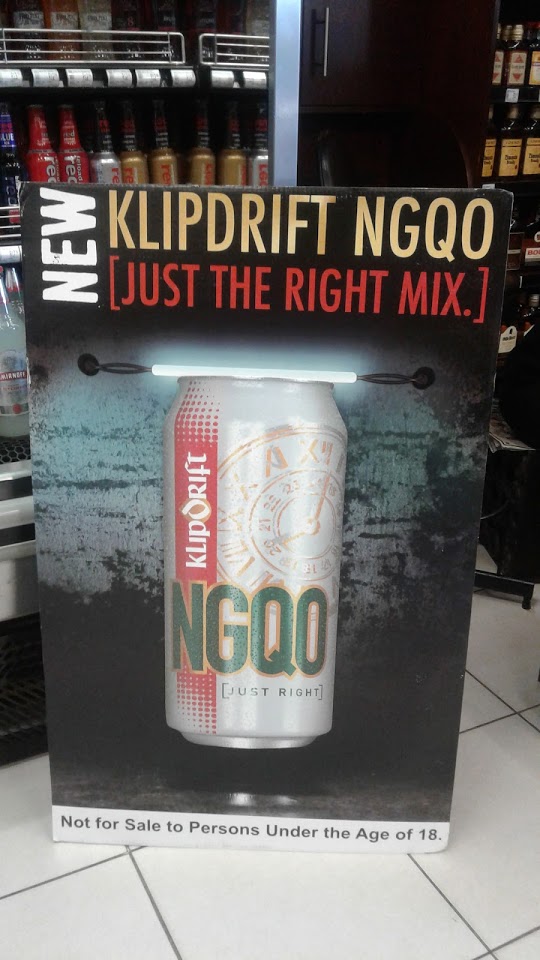 NEW
KLIPDRIFT NGQO
[JUST THE RIGHT MIX.]
KLIPDRIFT
NGQO
[JUST RIGHT]
Not for Sale to Persons Under the Age of 18.
SMIRNOFF